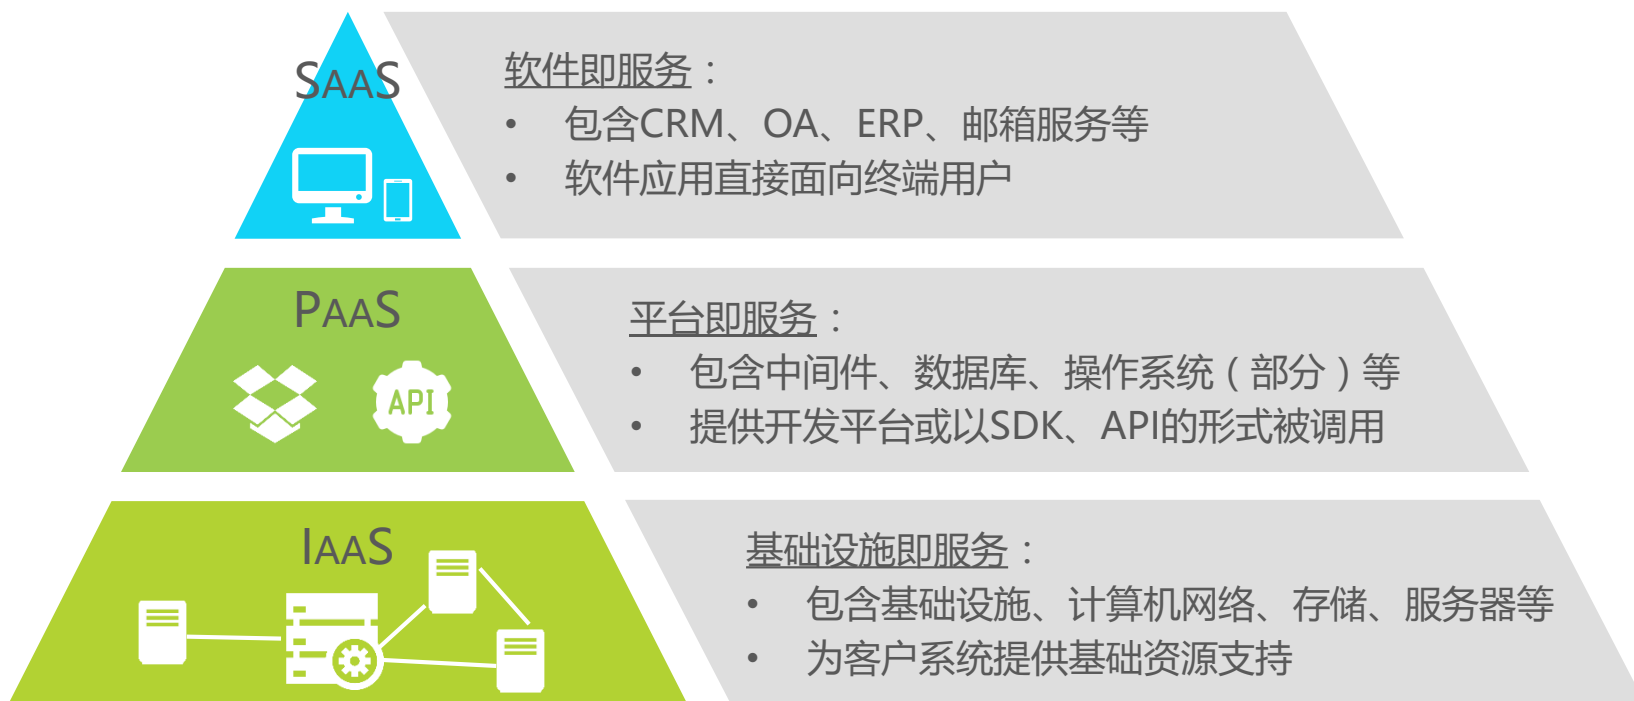 SAAS
软件即服务：
• 包含CRM、OA、ERP、邮箱服务等
• 软件应用直接面向终端用户
PAAS
平台即服务：
• 包含中间件、数据库、操作系统（部分）等
• 提供开发平台或以SDK、API的形式被调用
API
IAAS
基础设施即服务：
• 包含基础设施、计算机网络、存储、服务器等
• 为客户系统提供基础资源支持